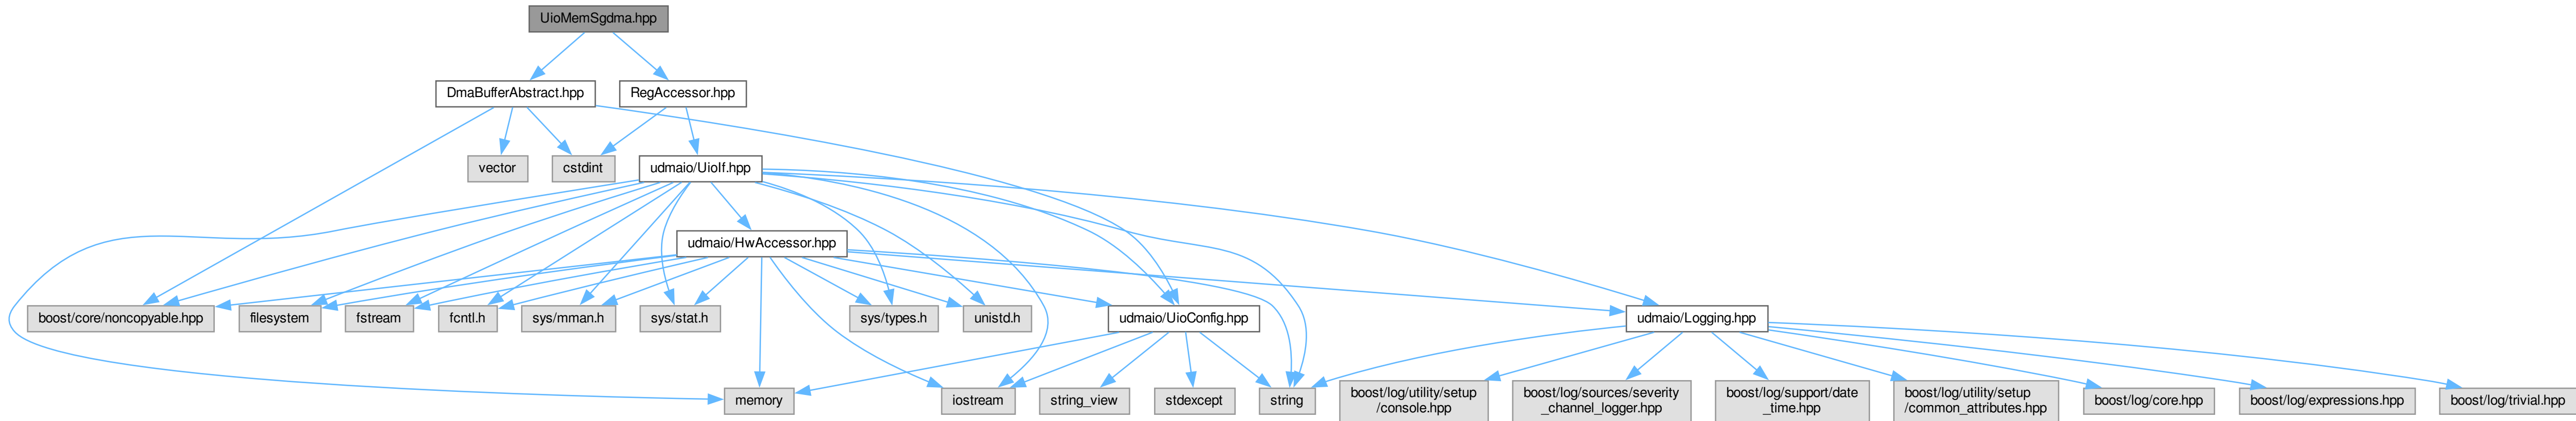 UioMemSgdma.hpp
DmaBufferAbstract.hpp
RegAccessor.hpp
vector
cstdint
udmaio/UioIf.hpp
udmaio/HwAccessor.hpp
boost/core/noncopyable.hpp
filesystem
fstream
fcntl.h
sys/mman.h
sys/stat.h
sys/types.h
unistd.h
udmaio/UioConfig.hpp
udmaio/Logging.hpp
memory
iostream
string_view
stdexcept
string
boost/log/utility/setup
/console.hpp
boost/log/sources/severity
_channel_logger.hpp
boost/log/support/date
_time.hpp
boost/log/utility/setup
/common_attributes.hpp
boost/log/core.hpp
boost/log/expressions.hpp
boost/log/trivial.hpp